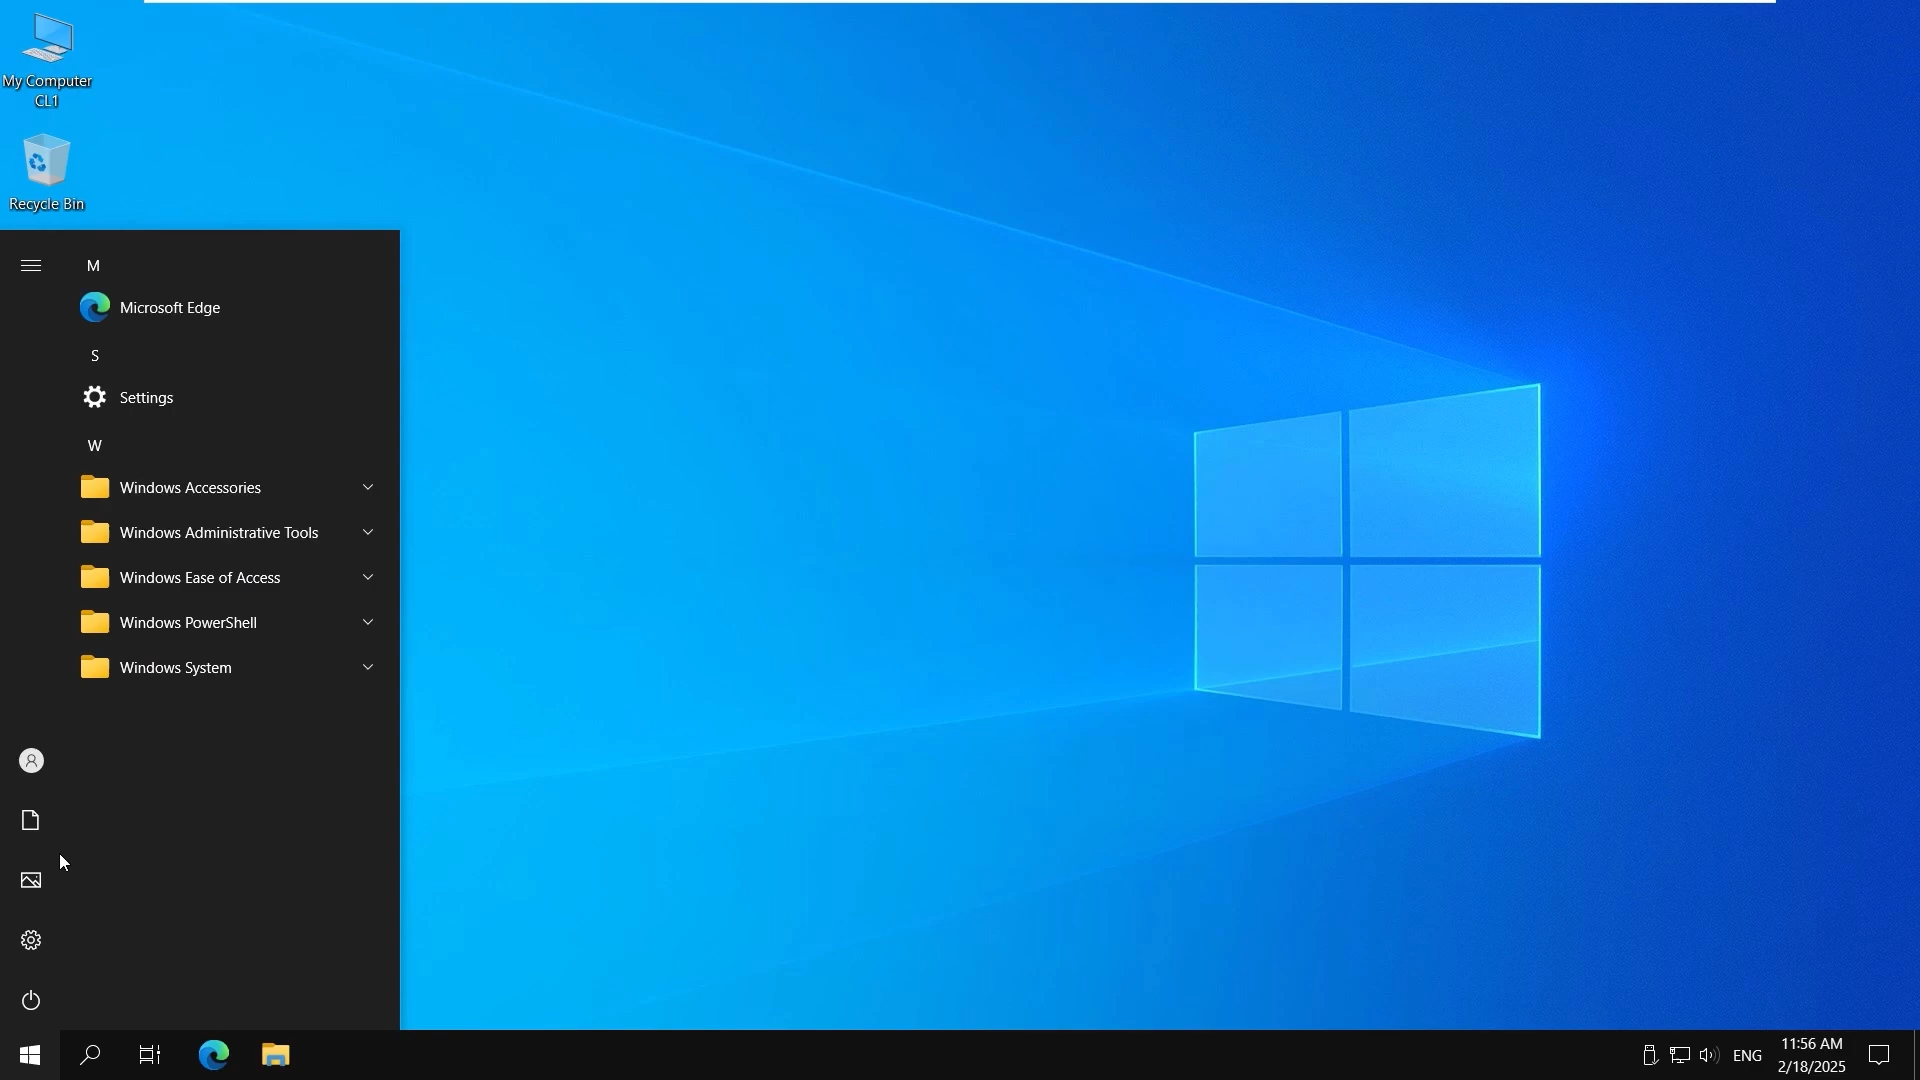 My Computer
CL1
Recycle Bin
M
Microsoft Edge
S
Settings
W
Windows Accessories
Windows Administrative Tools
Windows Ease of Access
Windows PowerShell
Windows System
ENG
11:56 AM
2/18/2025